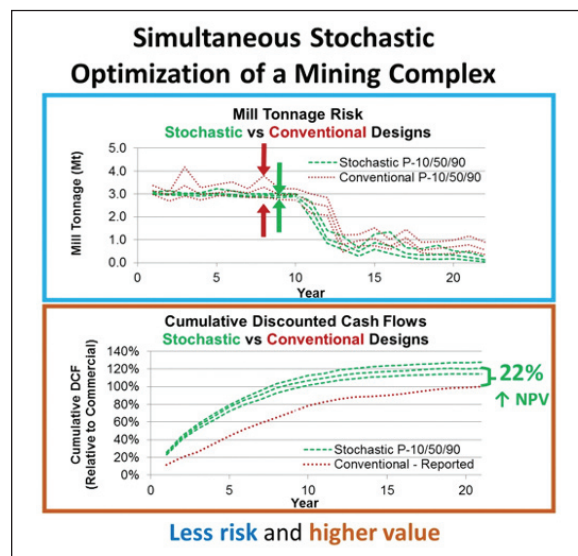 Simultaneous Stochastic
Optimization of a Mining Complex
Mill Tonnage Risk
Stochastic vs Conventional Designs
Mill Tonnage (Mt)
5.0
4.0
3.0
2.0
1.0
0.0
Stochastic P-10/50/90
Conventional P-10/50/90
0 5 10 15 20
Year
Cumulative Discounted Cash Flows
Stochastic vs Conventional Designs
Cumulative DCF
(Relative to Commercial)
140%
120%
100%
80%
60%
40%
20%
0%
22%
↑ NPV
Stochastic P-10/50/90
Conventional - Reported
0 5 10 15 20
Year
Less risk and higher value